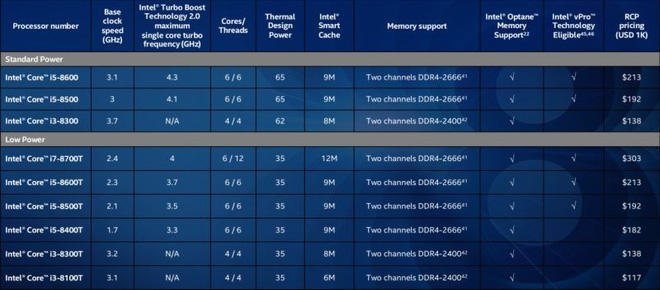 Processor number | Base clock speed (GHz) | Intel® Turbo Boost Technology 2.0 maximum single core turbo frequency (GHz) | Cores/ Threads | Thermal Design Power | Intel® Smart Cache | Memory support | Intel® Optane™ Memory Support²² | Intel® vPro™ Technology Eligible⁴⁵,⁴⁶ | RCP pricing (USD 1K)
Standard Power
Intel® Core™ i5-8600 | 3.1 | 4.3 | 6 / 6 | 65 | 9M | Two channels DDR4-2666⁴¹ | √ | √ | $213
Intel® Core™ i5-8500 | 3 | 4.1 | 6 / 6 | 65 | 9M | Two channels DDR4-2666⁴¹ | √ | √ | $192
Intel® Core™ i3-8300 | 3.7 | N/A | 4 / 4 | 62 | 8M | Two channels DDR4-2400⁴² | √ | | $138
Low Power
Intel® Core™ i7-8700T | 2.4 | 4 | 6 / 12 | 35 | 12M | Two channels DDR4-2666⁴¹ | √ | √ | $303
Intel® Core™ i5-8600T | 2.3 | 3.7 | 6 / 6 | 35 | 9M | Two channels DDR4-2666⁴¹ | √ | √ | $213
Intel® Core™ i5-8500T | 2.1 | 3.5 | 6 / 6 | 35 | 9M | Two channels DDR4-2666⁴¹ | √ | √ | $192
Intel® Core™ i5-8400T | 1.7 | 3.3 | 6 / 6 | 35 | 9M | Two channels DDR4-2666⁴¹ | √ | | $182
Intel® Core™ i3-8300T | 3.2 | N/A | 4 / 4 | 35 | 8M | Two channels DDR4-2400⁴² | √ | | $138
Intel® Core™ i3-8100T | 3.1 | N/A | 4 / 4 | 35 | 6M | Two channels DDR4-2400⁴² | √ | | $117